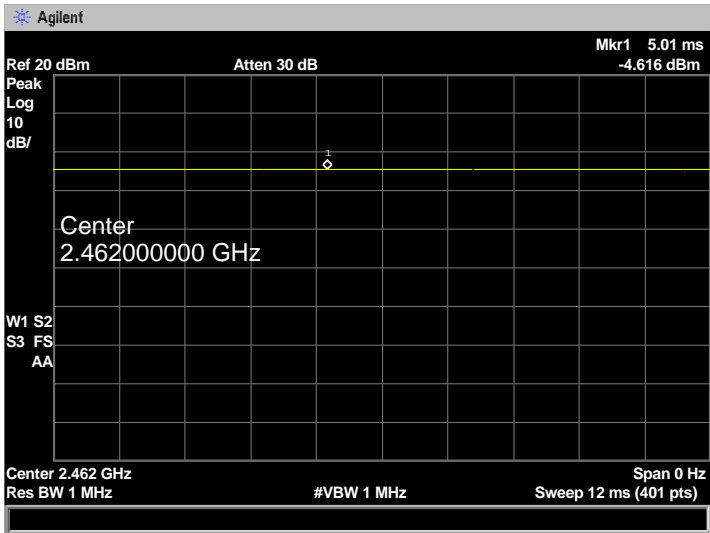 Agilent
Mkr1 5.01 ms
Ref 20 dBm Atten 30 dB -4.616 dBm
Peak
Log
10
dB/
1
Center
2.462000000 GHz
W1 S2
S3 FS
AA
Center 2.462 GHz Span 0 Hz
Res BW 1 MHz #VBW 1 MHz Sweep 12 ms (401 pts)